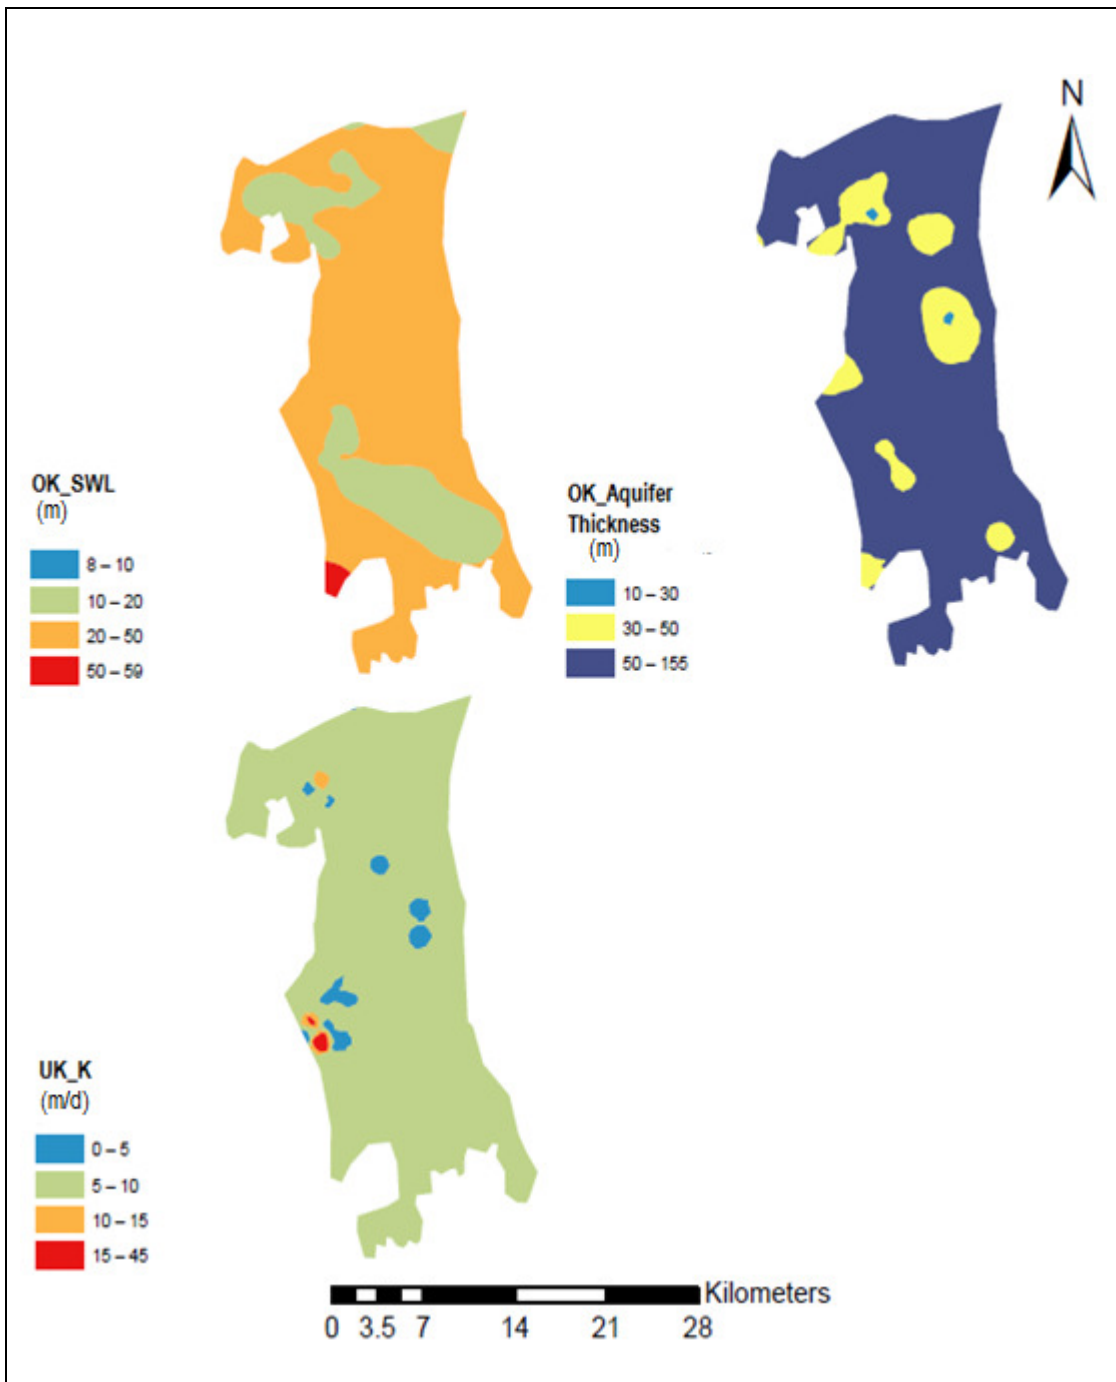 N
OK_SWL
(m)
8 – 10
10 – 20
20 – 50
50 – 59
OK_Aquifer
Thickness
(m)
10 – 30
30 – 50
50 – 155
UK_K
(m/d)
0 – 5
5 – 10
10 – 15
15 – 45
Kilometers
0 3.5 7 14 21 28